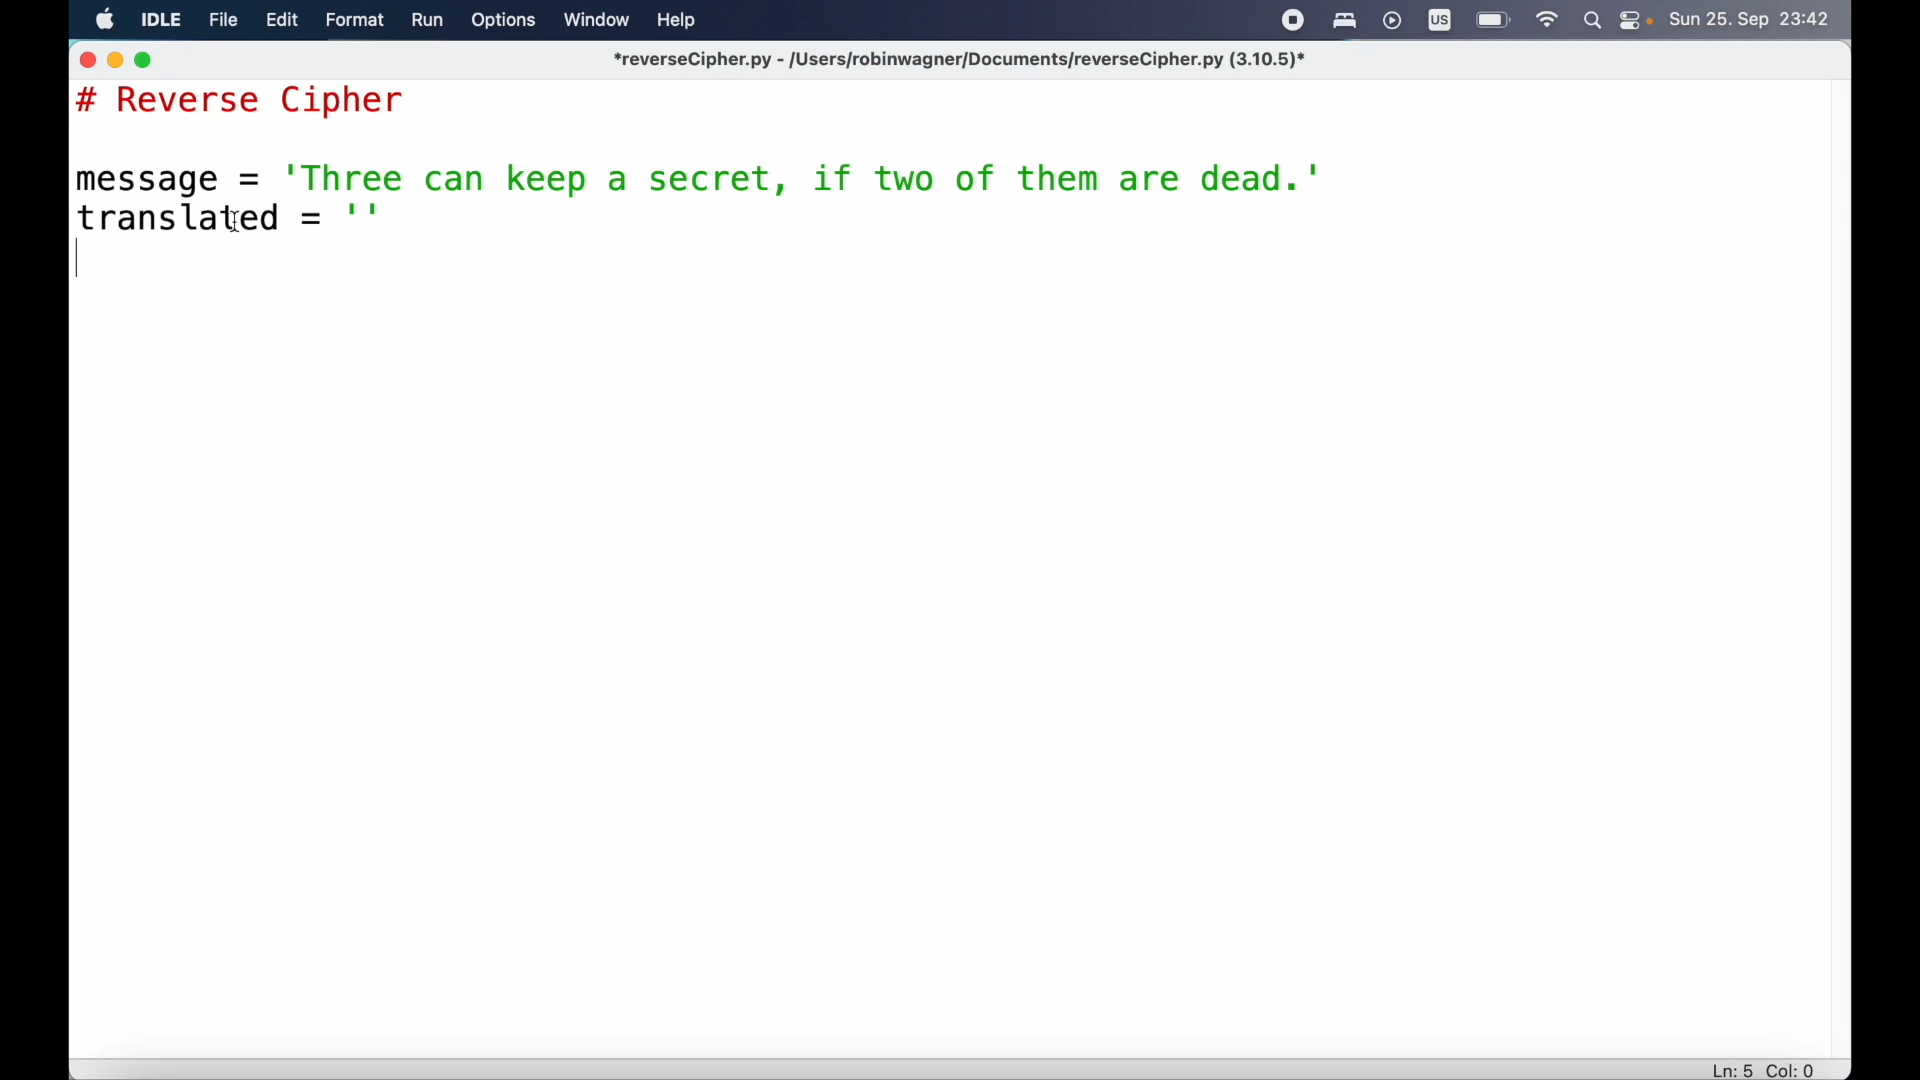 IDLE File Edit Format Run Options Window Help US Sun 25. Sep 23:42
*reverseCipher.py - /Users/robinwagner/Documents/reverseCipher.py (3.10.5)*
# Reverse Cipher
message = 'Three can keep a secret, if two of them are dead.'
translated = ''
Ln: 5 Col: 0